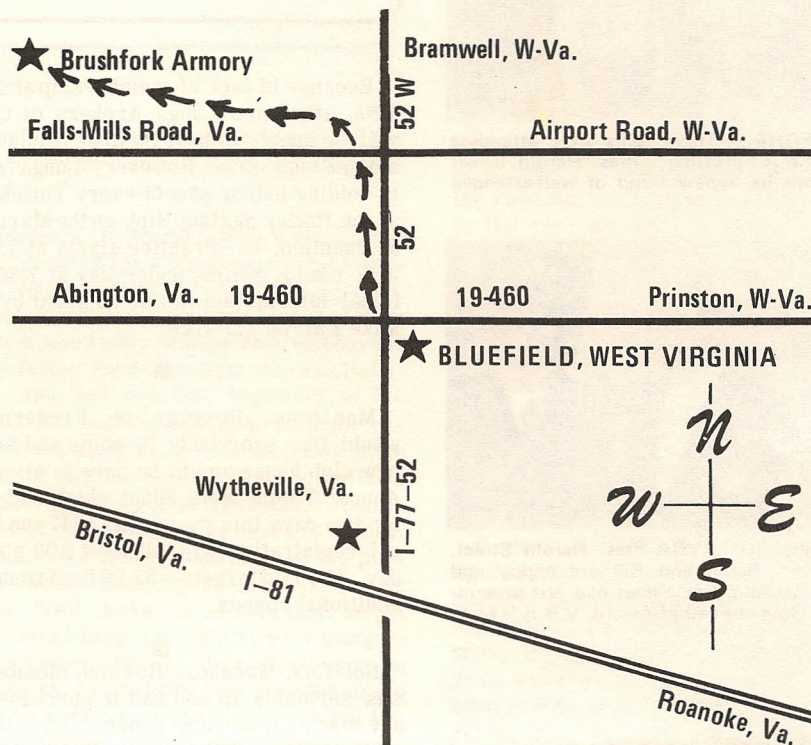 Brushfork Armory
Bramwell, W-Va.
52 W
Falls-Mills Road, Va.
Airport Road, W-Va.
52
Abington, Va. 19-460
19-460
Prinston, W-Va.
BLUEFIELD, WEST VIRGINIA
N
W E
S
Wytheville, Va.
I-77-52
Bristol, Va.
I-81
Roanoke, Va.